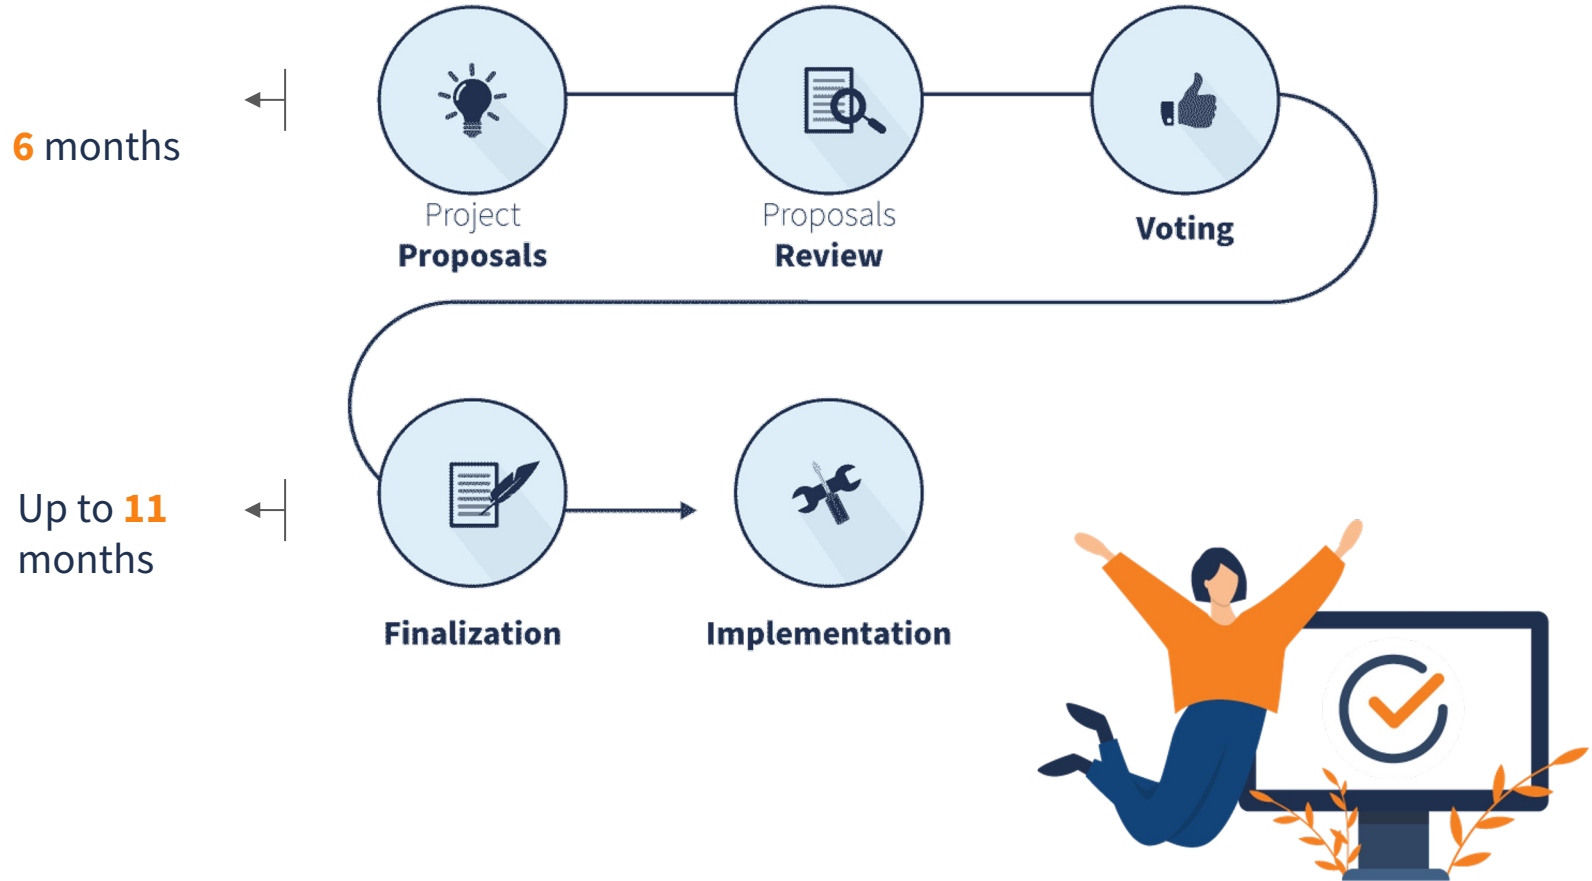 6 months
Project
Proposals
Proposals
Review
Voting
Up to 11
months
Finalization
Implementation